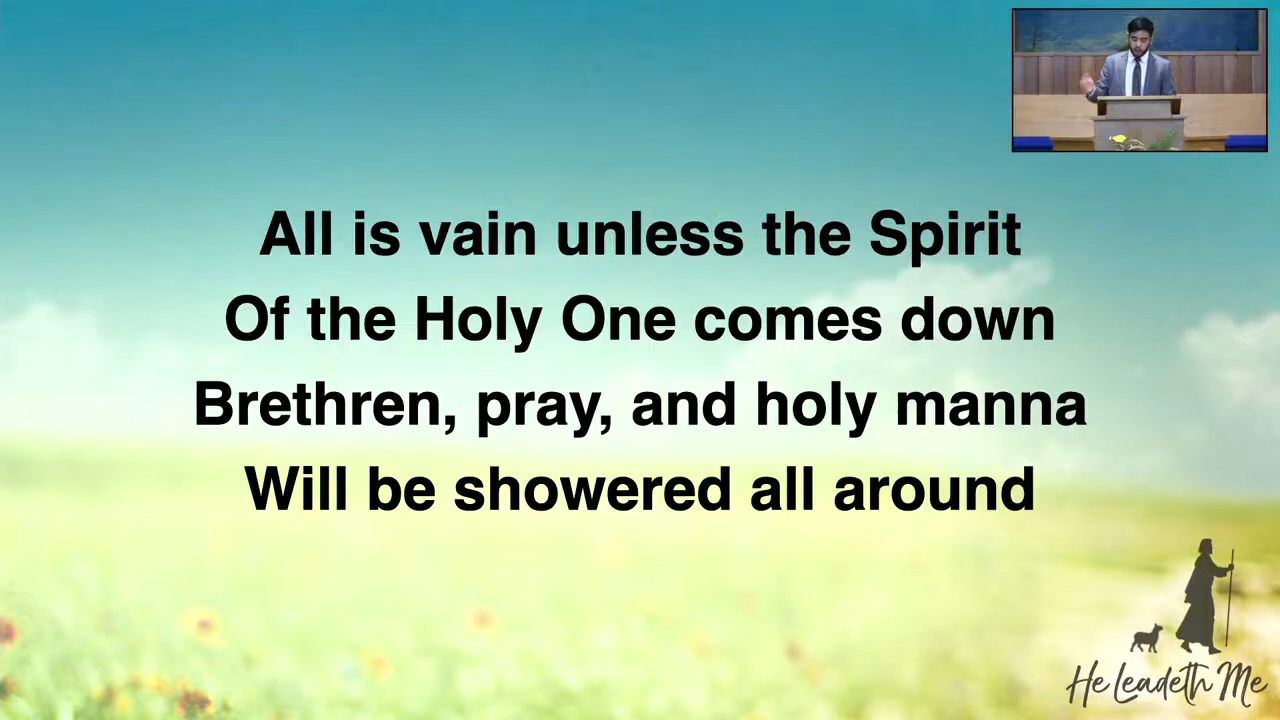 All is vain unless the Spirit
Of the Holy One comes down
Brethren, pray, and holy manna
Will be showered all around
He Leadeth Me